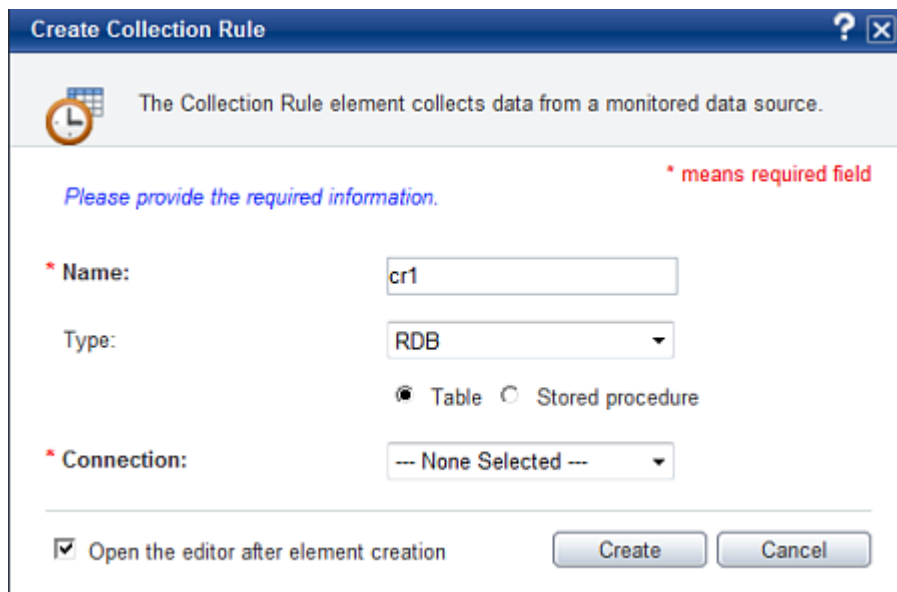 Create Collection Rule ?
The Collection Rule element collects data from a monitored data source.
* means required field
Please provide the required information.
* Name: cr1
Type: RDB
Table Stored procedure
* Connection: --- None Selected ---
Open the editor after element creation Create Cancel